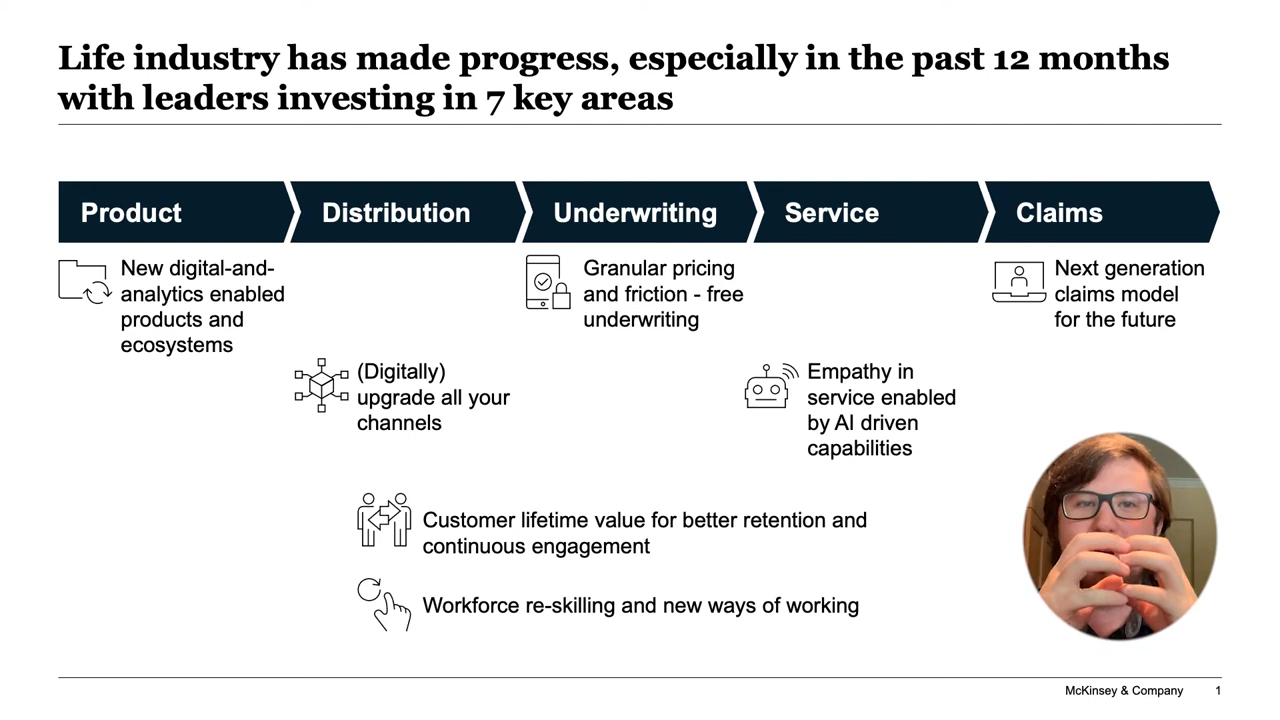 Life industry has made progress, especially in the past 12 months
with leaders investing in 7 key areas
Product
Distribution
Underwriting
Service
Claims
New digital-and-
analytics enabled
products and
ecosystems
(Digitally)
upgrade all your
channels
Granular pricing
and friction - free
underwriting
Empathy in
service enabled
by AI driven
capabilities
Next generation
claims model
for the future
Customer lifetime value for better retention and
continuous engagement
Workforce re-skilling and new ways of working
McKinsey & Company 1